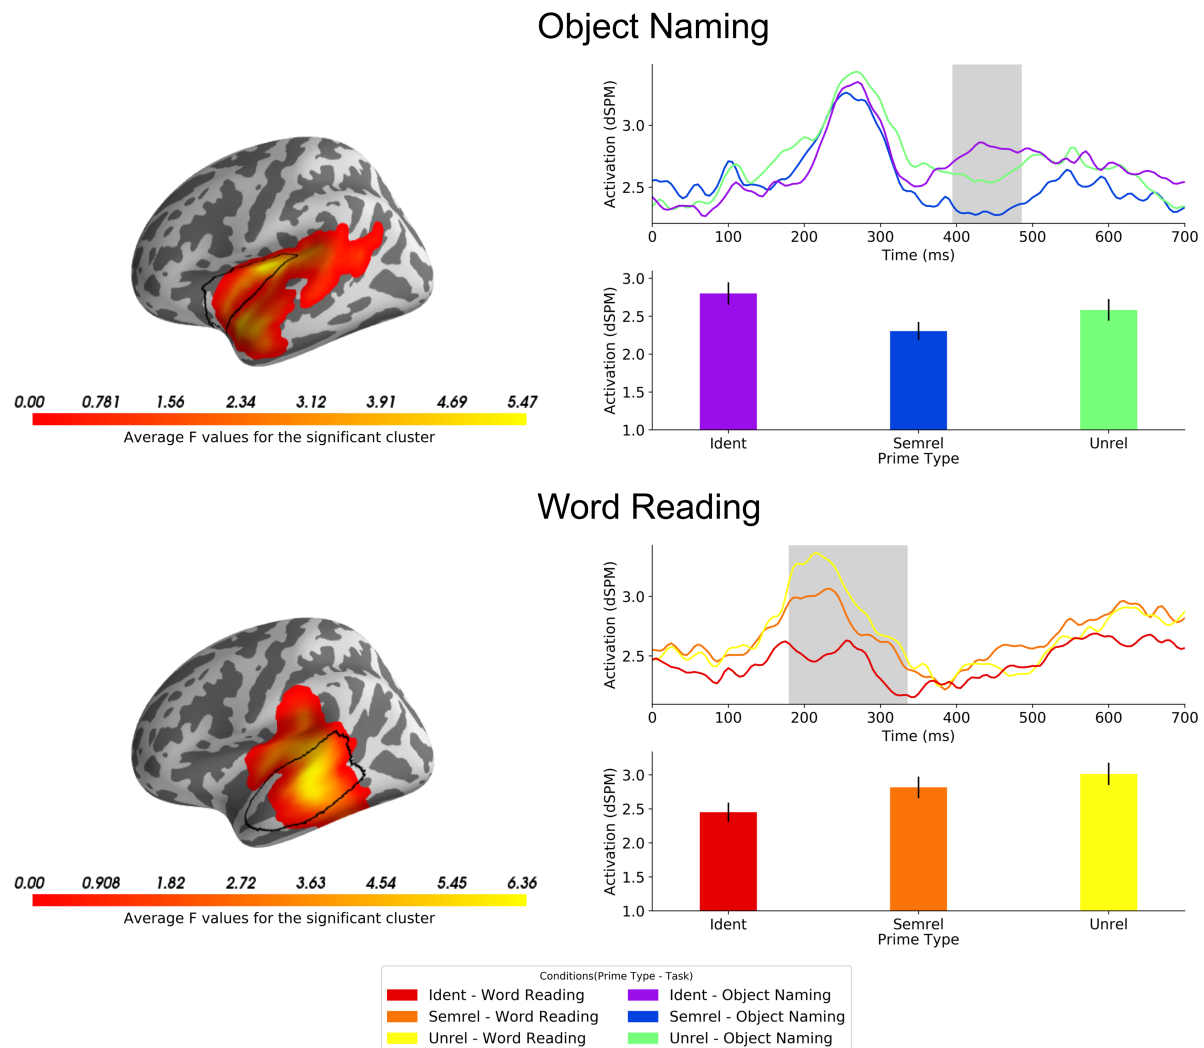 Object Naming
Activation (dSPM)
3.0
2.5
0 100 200 300 400 500 600 700
Time (ms)
Activation (dSPM)
3.0
2.5
2.0
1.5
1.0
Ident Semrel Unrel
Prime Type
0.00 0.781 1.56 2.34 3.12 3.91 4.69 5.47
Average F values for the significant cluster
Word Reading
Activation (dSPM)
3.0
2.5
0 100 200 300 400 500 600 700
Time (ms)
Activation (dSPM)
3.0
2.5
2.0
1.5
1.0
Ident Semrel Unrel
Prime Type
0.00 0.908 1.82 2.72 3.63 4.54 5.45 6.36
Average F values for the significant cluster
Conditions(Prime Type - Task)
Ident - Word Reading Ident - Object Naming
Semrel - Word Reading Semrel - Object Naming
Unrel - Word Reading Unrel - Object Naming